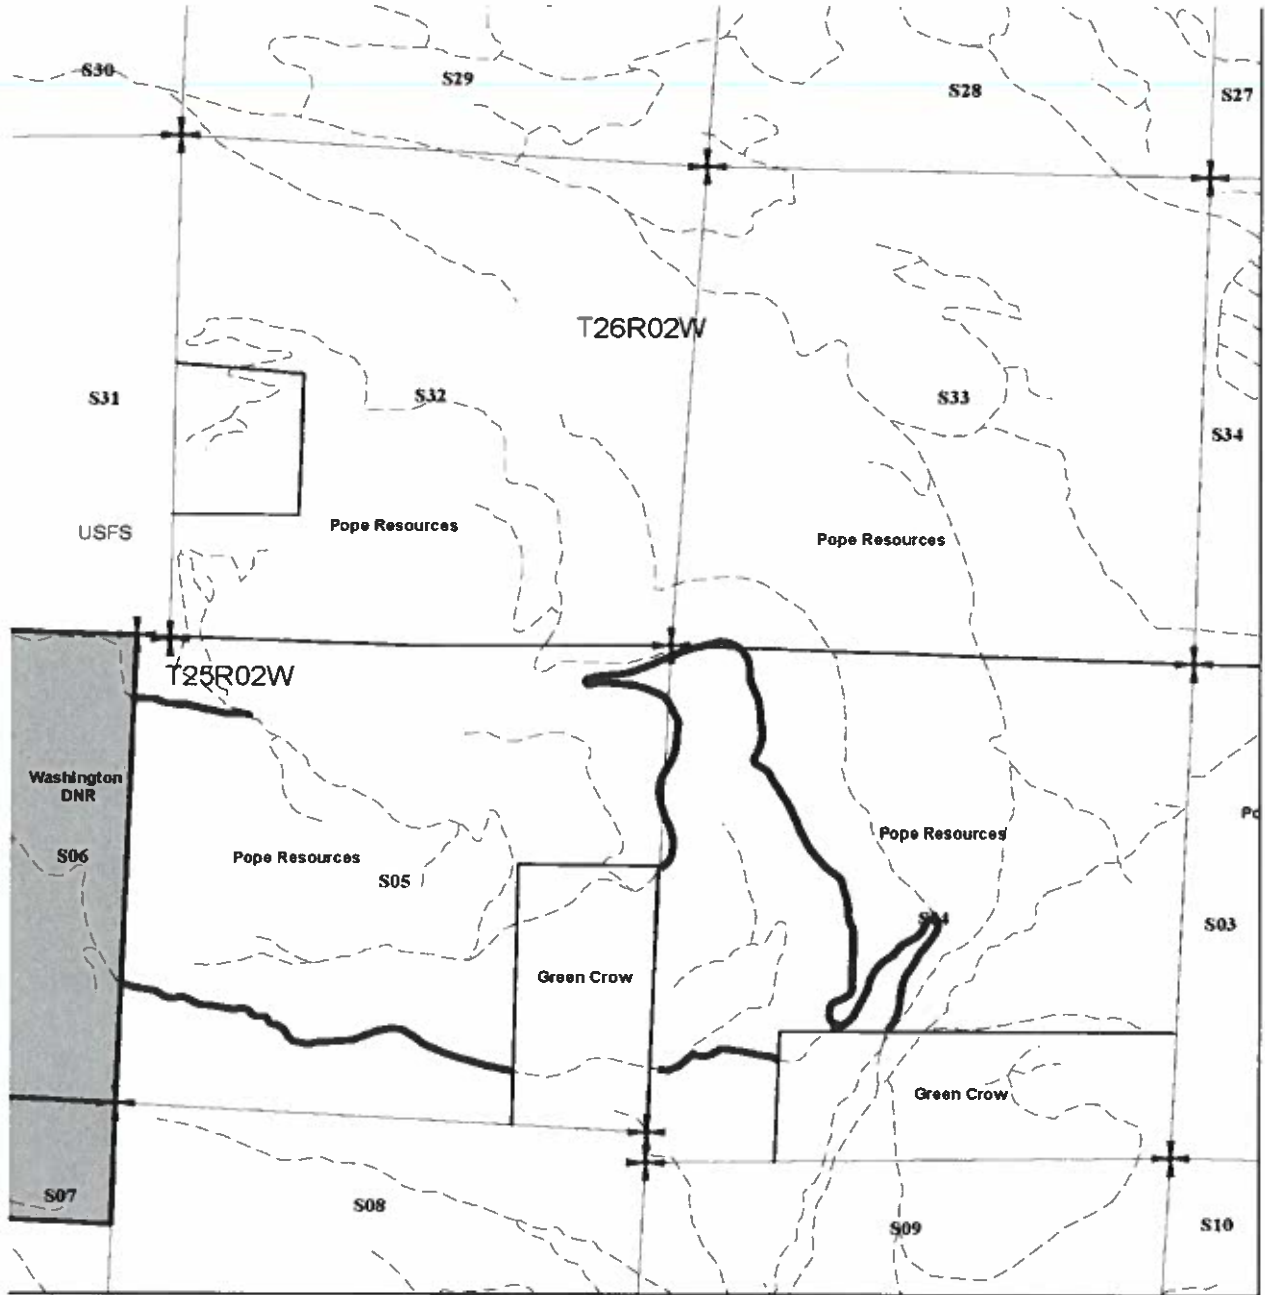 S30
S29
S28
S27
T26R02W
S31
S32
S33
S34
USFS
Pope Resources
Pope Resources
T25R02W
Washington
DNR
Pope Resources
S06
Pope Resources
S05
S04
S03
Green Crow
Green Crow
S07
S08
S09
S10